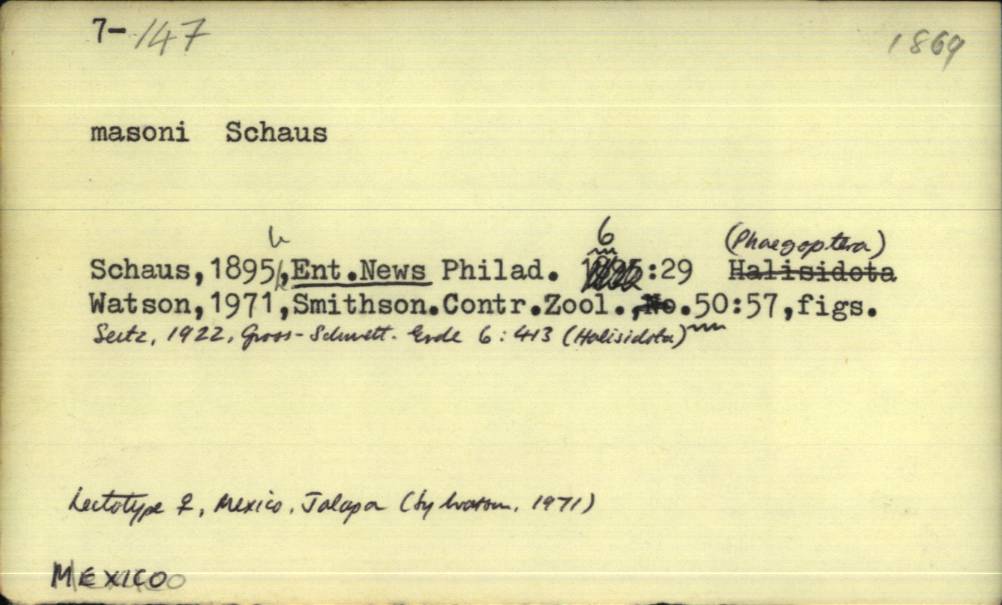 7-147 1869
masoni Schaus
b 6 (Phaegoptera)
Schaus,1895,Ent.News Philad. :29 Halisidota
Watson,1971,Smithson.Contr.Zool.,No.50:57,figs.
Seitz, 1922, Gross-Schmett. Erde 6:413 (Halisidota)
Lectotype ♀, Mexico, Jalapa (by Watson, 1971)
MEXICO